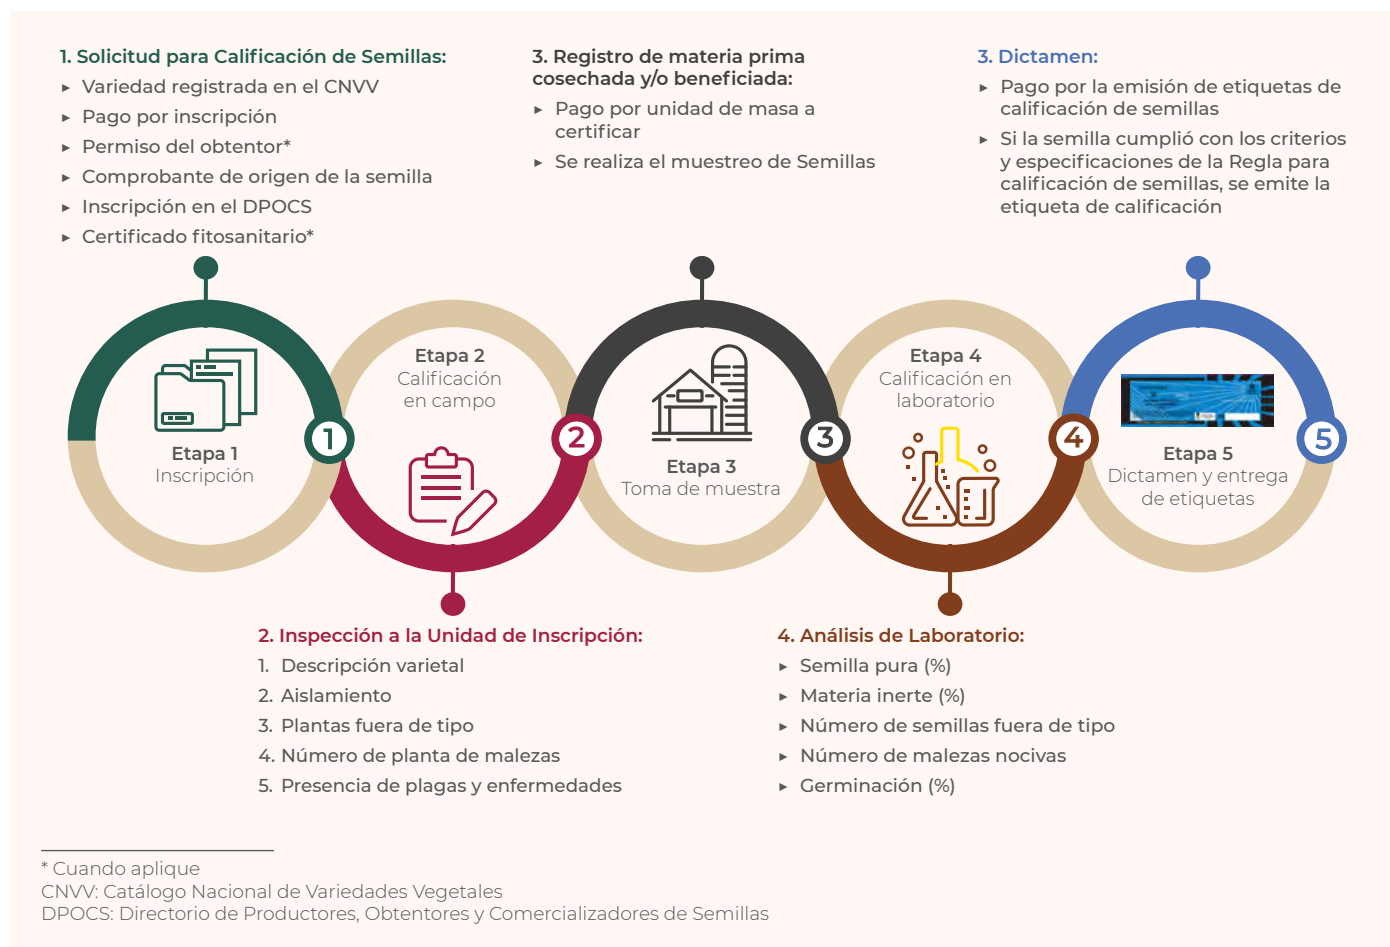 1. Solicitud para Calificación de Semillas:
▸ Variedad registrada en el CNVV
▸ Pago por inscripción
▸ Permiso del obtentor*
▸ Comprobante de origen de la semilla
▸ Inscripción en el DPOCS
▸ Certificado fitosanitario*
3. Registro de materia prima
cosechada y/o beneficiada:
▸ Pago por unidad de masa a
certificar
▸ Se realiza el muestreo de Semillas
3. Dictamen:
▸ Pago por la emisión de etiquetas de
calificación de semillas
▸ Si la semilla cumplió con los criterios
y especificaciones de la Regla para
calificación de semillas, se emite la
etiqueta de calificación
Etapa 1
Inscripción
1
Etapa 2
Calificación
en campo
2
Etapa 3
Toma de muestra
3
Etapa 4
Calificación en
laboratorio
4
Etapa 5
Dictamen y entrega
de etiquetas
5
2. Inspección a la Unidad de Inscripción:
1. Descripción varietal
2. Aislamiento
3. Plantas fuera de tipo
4. Número de planta de malezas
5. Presencia de plagas y enfermedades
4. Análisis de Laboratorio:
▸ Semilla pura (%)
▸ Materia inerte (%)
▸ Número de semillas fuera de tipo
▸ Número de malezas nocivas
▸ Germinación (%)
* Cuando aplique
CNVV: Catálogo Nacional de Variedades Vegetales
DPOCS: Directorio de Productores, Obtentores y Comercializadores de Semillas